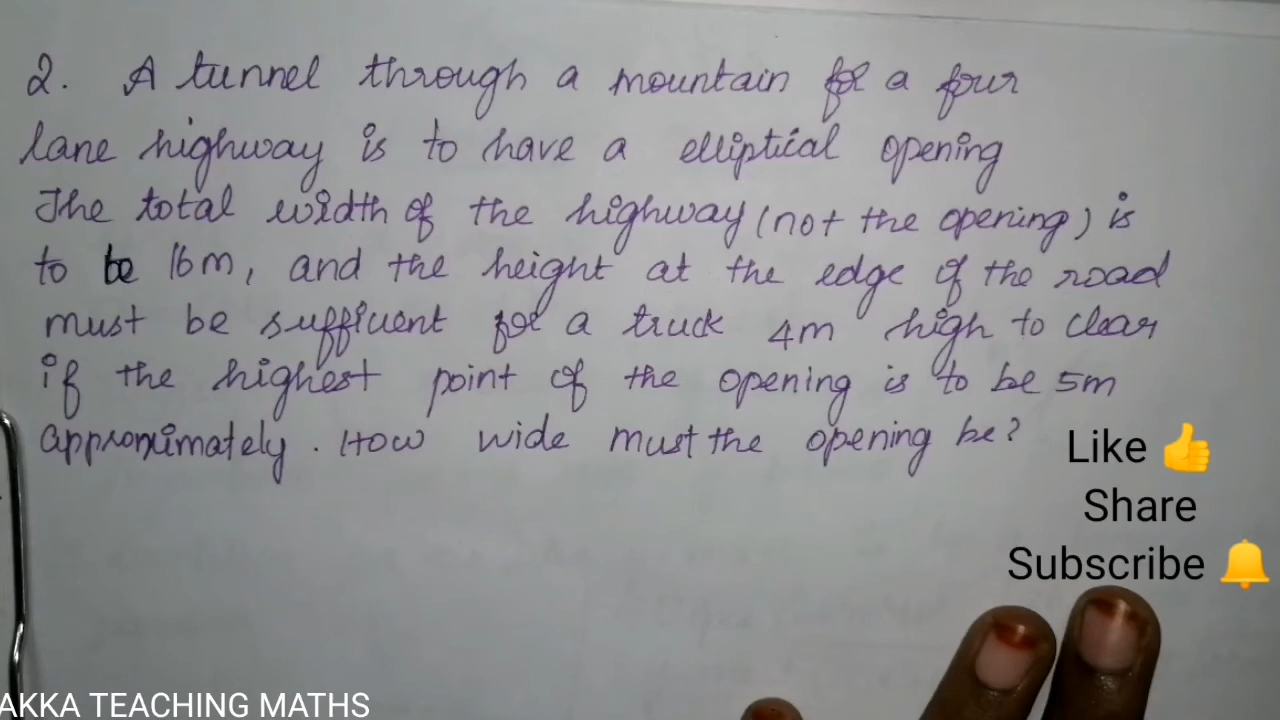 2. A tunnel through a mountain for a four
lane highway is to have a elliptical opening
The total width of the highway (not the opening) is
to be 16m, and the height at the edge of the road
must be sufficient for a truck 4m high to clear
if the highest point of the opening is to be 5m
approximately. How wide must the opening be?
Like 👍
Share
Subscribe 🔔
AKKA TEACHING MATHS